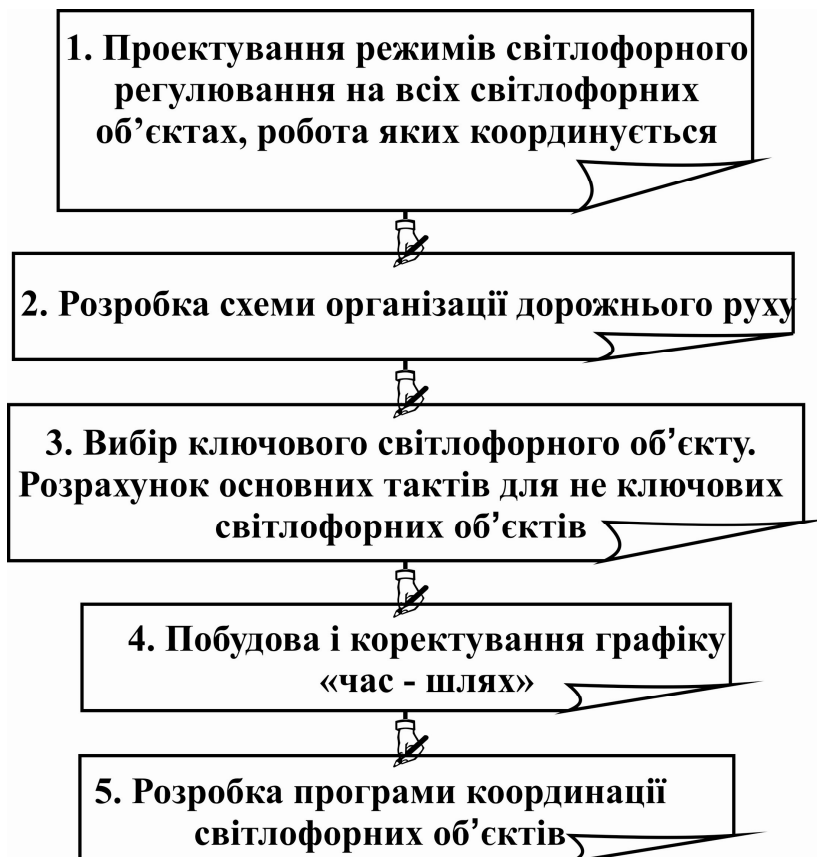 1. Проектування режимів світлофорного
регулювання на всіх світлофорних
об’єктах, робота яких координується
2. Розробка схеми організації дорожнього руху
3. Вибір ключового світлофорного об’єкту.
Розрахунок основних тактів для не ключових
світлофорних об’єктів
4. Побудова і коректування графіку
«час - шлях»
5. Розробка програми координації
світлофорних об’єктів